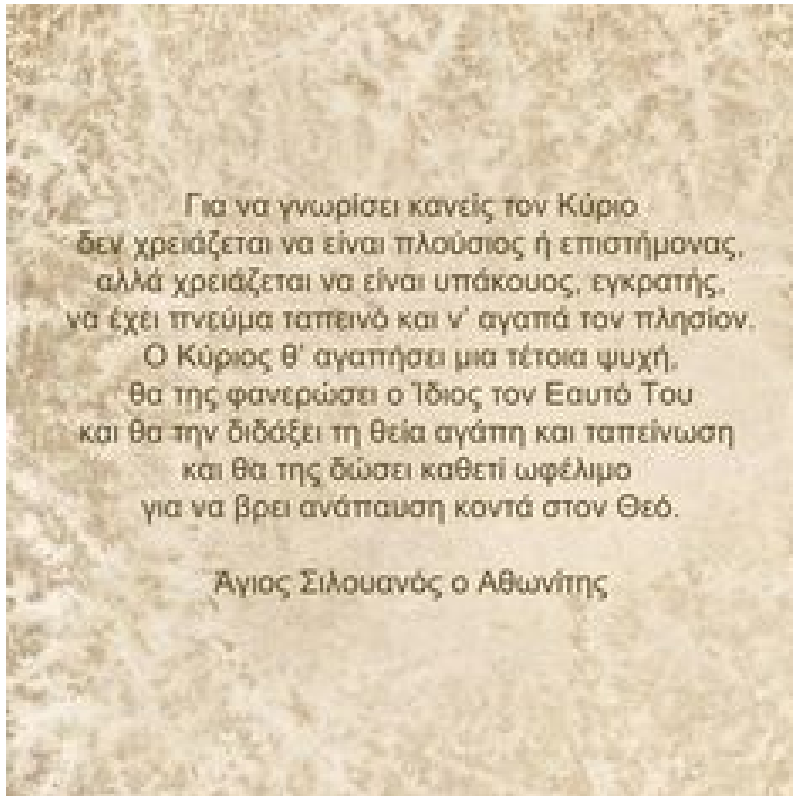 Για να γνωρίσει κανείς τον Κύριο
δεν χρειάζεται να είναι πλούσιος ή επιστήμονας,
αλλά χρειάζεται να είναι υπάκουος, εγκρατής,
να έχει πνεύμα ταπεινό και ν' αγαπά τον πλησίον.
Ο Κύριος θ' αγαπήσει μια τέτοια ψυχή,
θα της φανερώσει ο Ίδιος τον Εαυτό Του
και θα την διδάξει τη θεία αγάπη και ταπείνωση
και θα της δώσει καθετί ωφέλιμο
για να βρει ανάπαυση κοντά στον Θεό.
Άγιος Σιλουανός ο Αθωνίτης